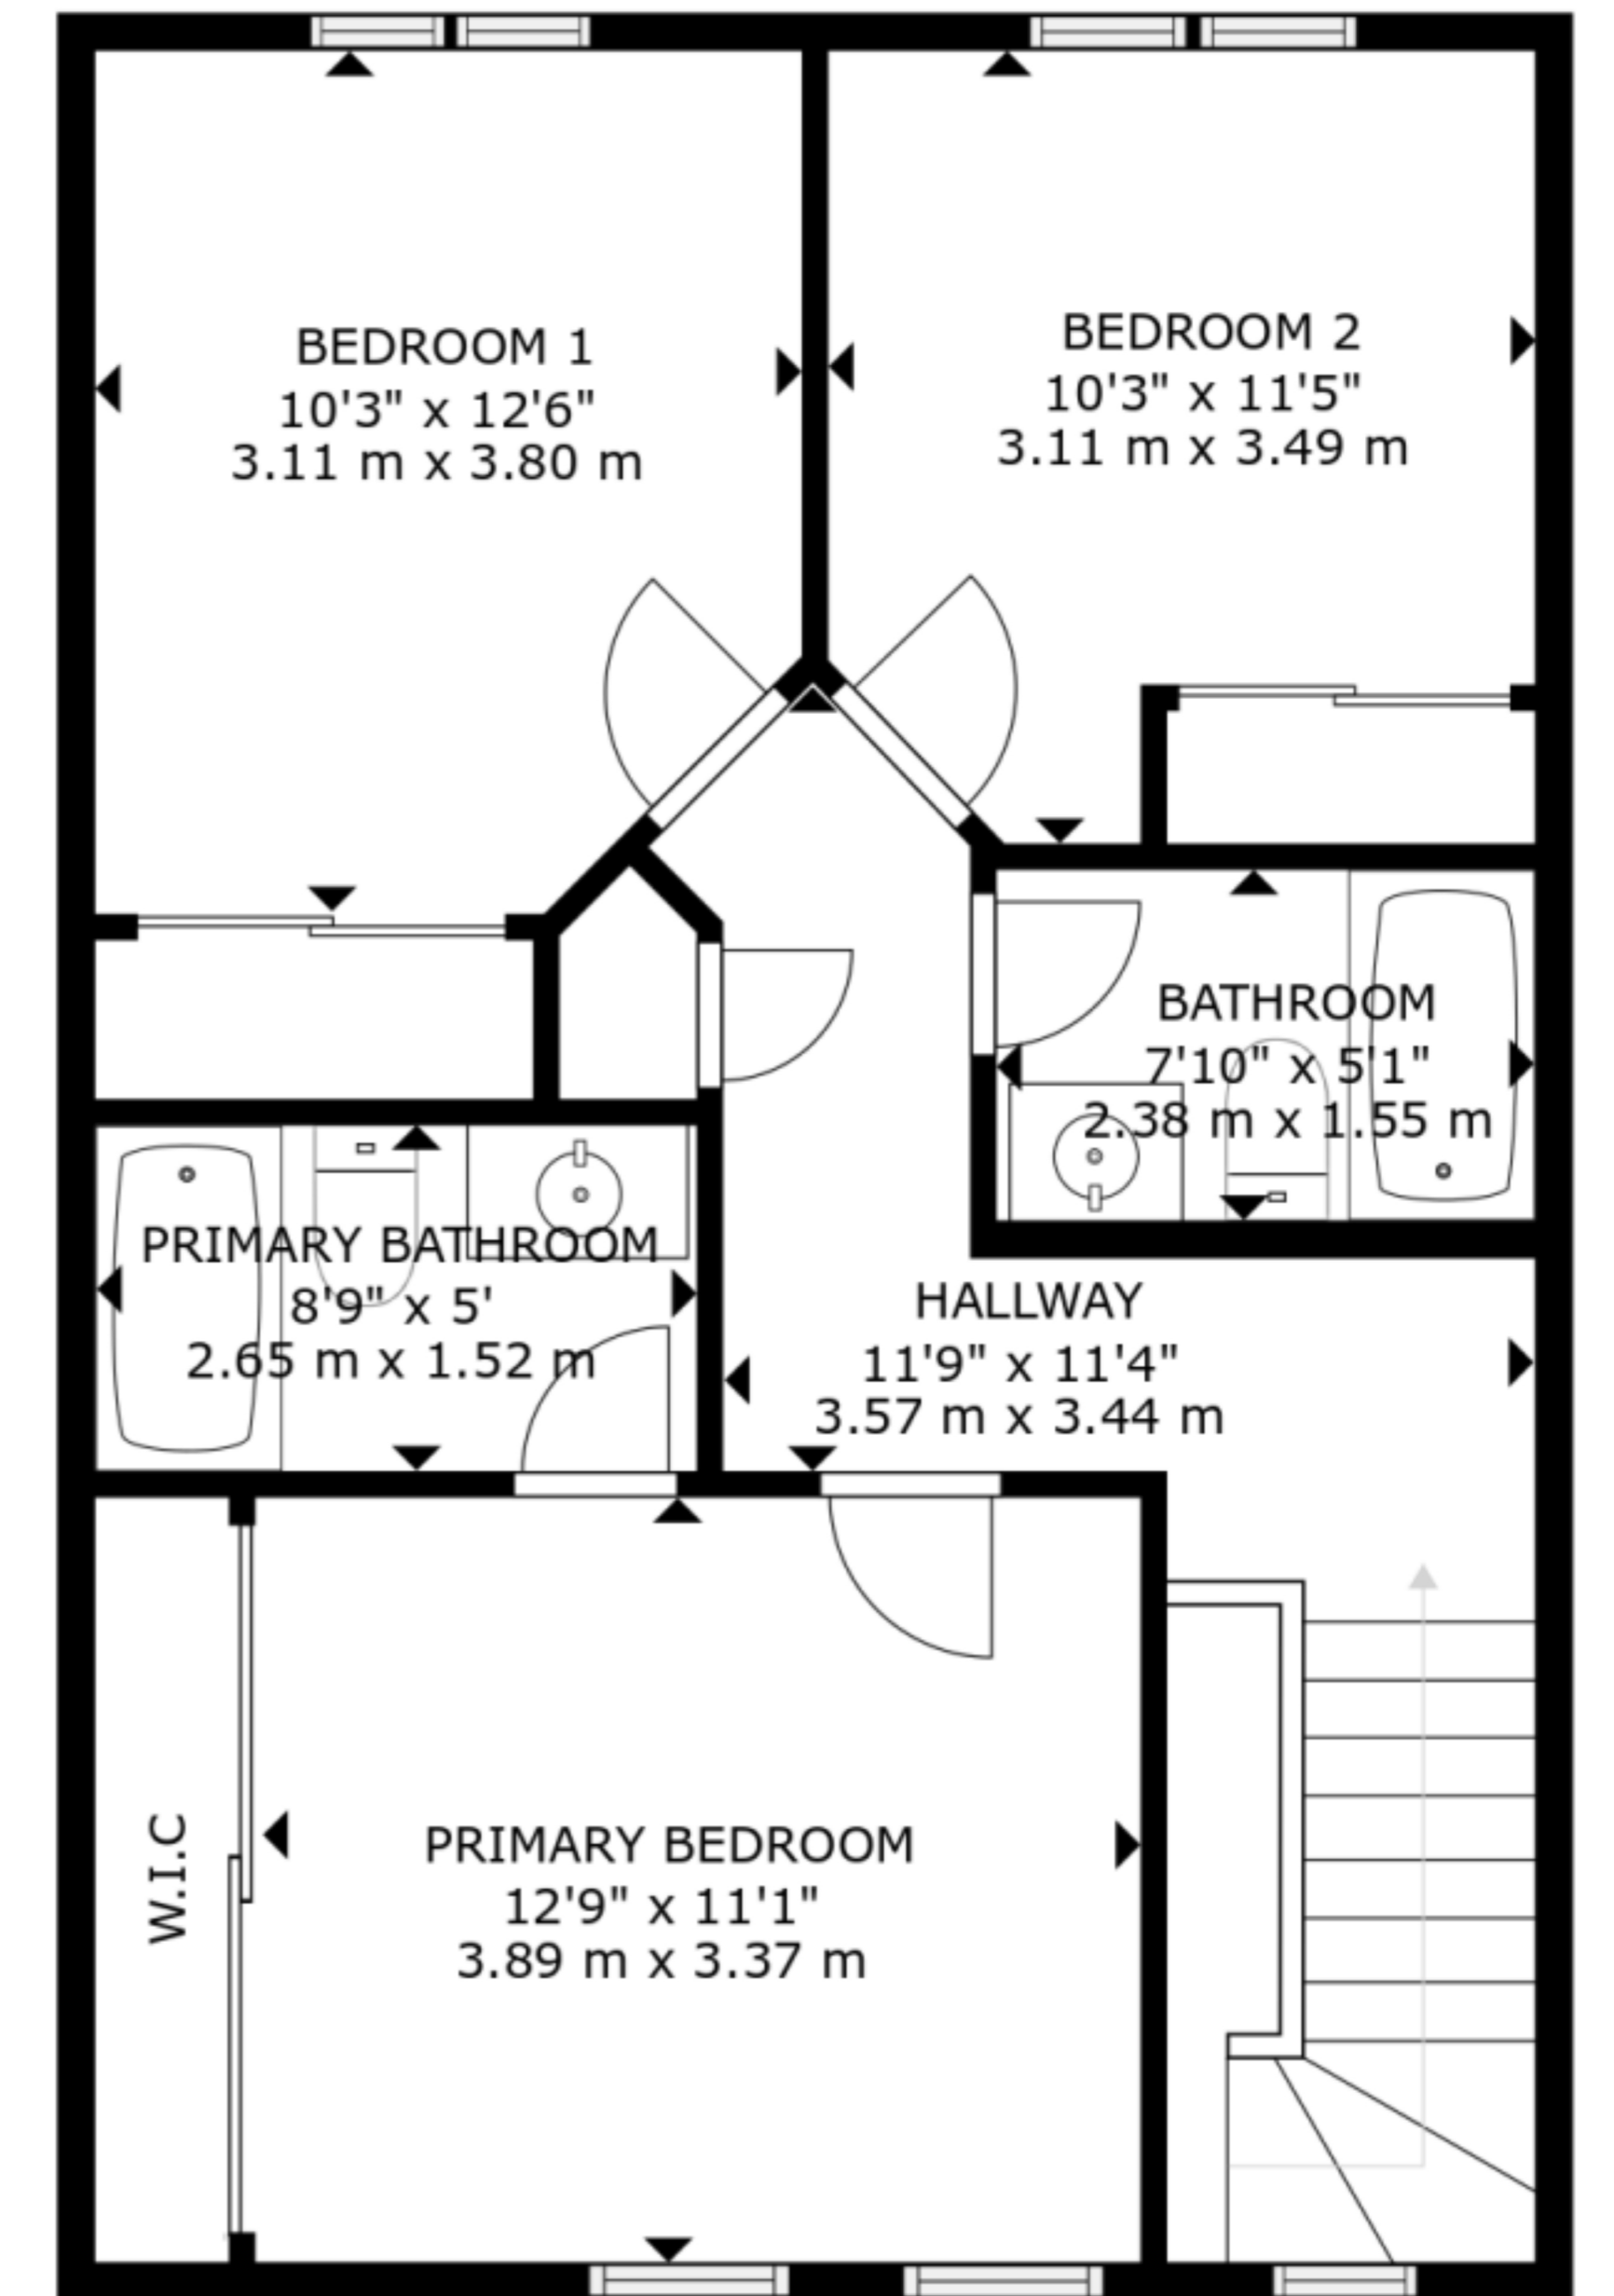 BEDROOM 1
10'3" x 12'6"
3.11 m x 3.80 m
BEDROOM 2
10'3" x 11'5"
3.11 m x 3.49 m
BATHROOM
7'10" x 5'1"
2.38 m x 1.55 m
PRIMARY BATHROOM
8'9" x 5'
2.65 m x 1.52 m
HALLWAY
11'9" x 11'4"
3.57 m x 3.44 m
W.I.C
PRIMARY BEDROOM
12'9" x 11'1"
3.89 m x 3.37 m